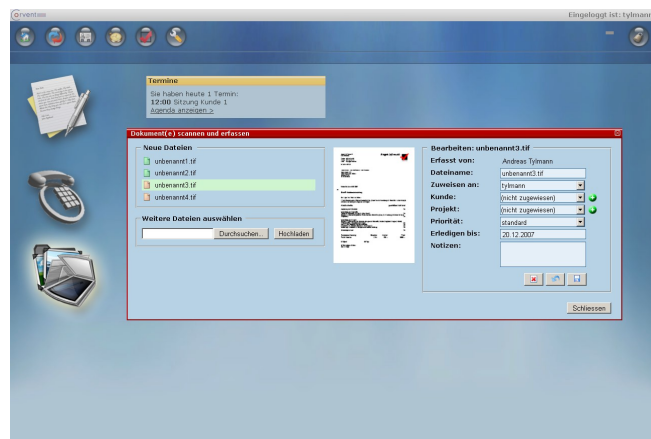 orventis
Eingeloggt ist: tylmann
Termine
Sie haben heute 1 Termin:
12:00 Sitzung Kunde 1
Agenda anzeigen >
Dokument(e) scannen und erfassen
Neue Dateien
unbenannt1.tif
unbenannt2.tif
unbenannt3.tif
unbenannt4.tif
Weitere Dateien auswählen
Durchsuchen... Hochladen
Bearbeiten: unbenannt3.tif
Erfasst von: Andreas Tylmann
Dateiname: unbenannt3.tif
Zuweisen an: tylmann
Kunde: (nicht zugewiesen)
Projekt: (nicht zugewiesen)
Priorität: standard
Erledigen bis: 20.12.2007
Notizen:
Schliessen